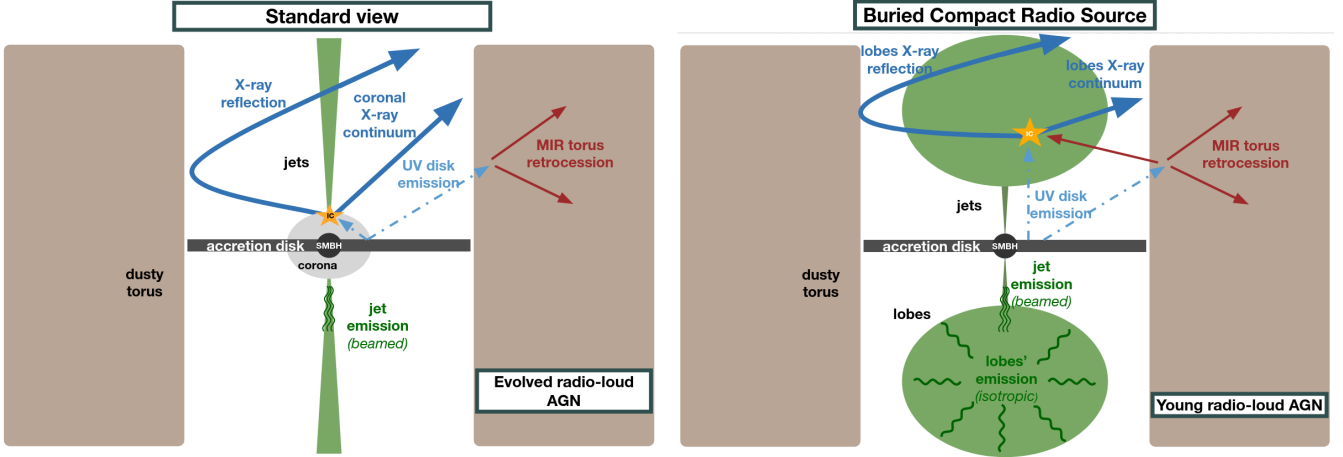 Standard view
X-ray
reflection
coronal
X-ray
continuum
jets
UV disk
emission
MIR torus
retrocession
IC
accretion disk
SMBH
corona
dusty
torus
jet
emission
(beamed)
Evolved radio-loud
AGN
Buried Compact Radio Source
lobes X-ray
reflection
lobes X-ray
continuum
IC
MIR torus
retrocession
jets
UV disk
emission
accretion disk
SMBH
dusty
torus
jet
emission
(beamed)
lobes
lobes'
emission
(isotropic)
Young radio-loud AGN